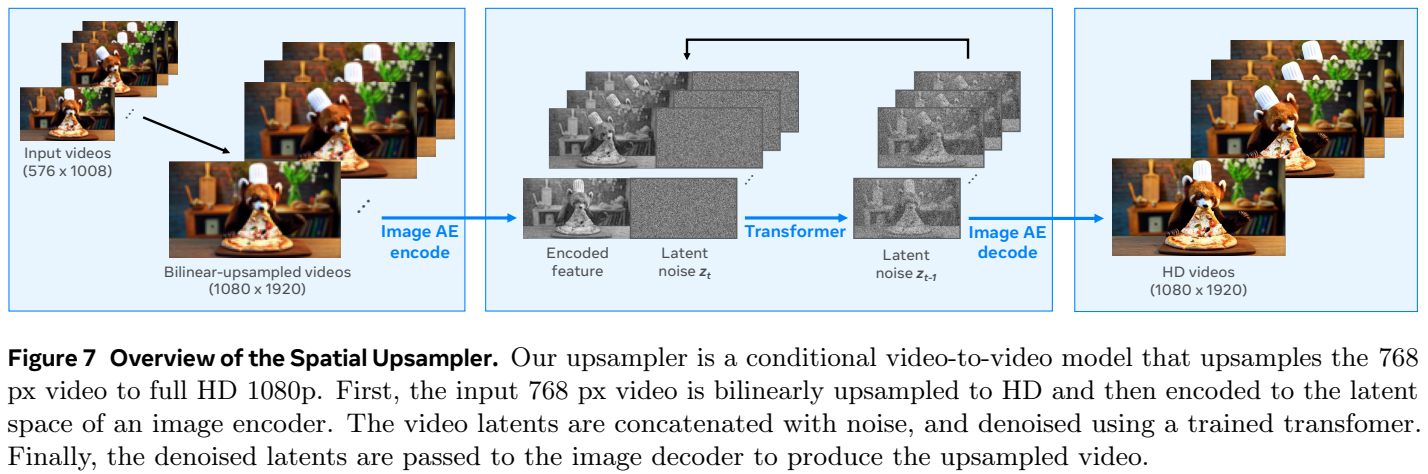 Input videos
(576 x 1008)
Bilinear-upsampled videos
(1080 x 1920)
Image AE
encode
Encoded
feature
Latent
noise zt
Transformer
Latent
noise zt-1
Image AE
decode
HD videos
(1080 x 1920)
Figure 7 Overview of the Spatial Upsampler. Our upsampler is a conditional video-to-video model that upsamples the 768
px video to full HD 1080p. First, the input 768 px video is bilinearly upsampled to HD and then encoded to the latent
space of an image encoder. The video latents are concatenated with noise, and denoised using a trained transfomer.
Finally, the denoised latents are passed to the image decoder to produce the upsampled video.